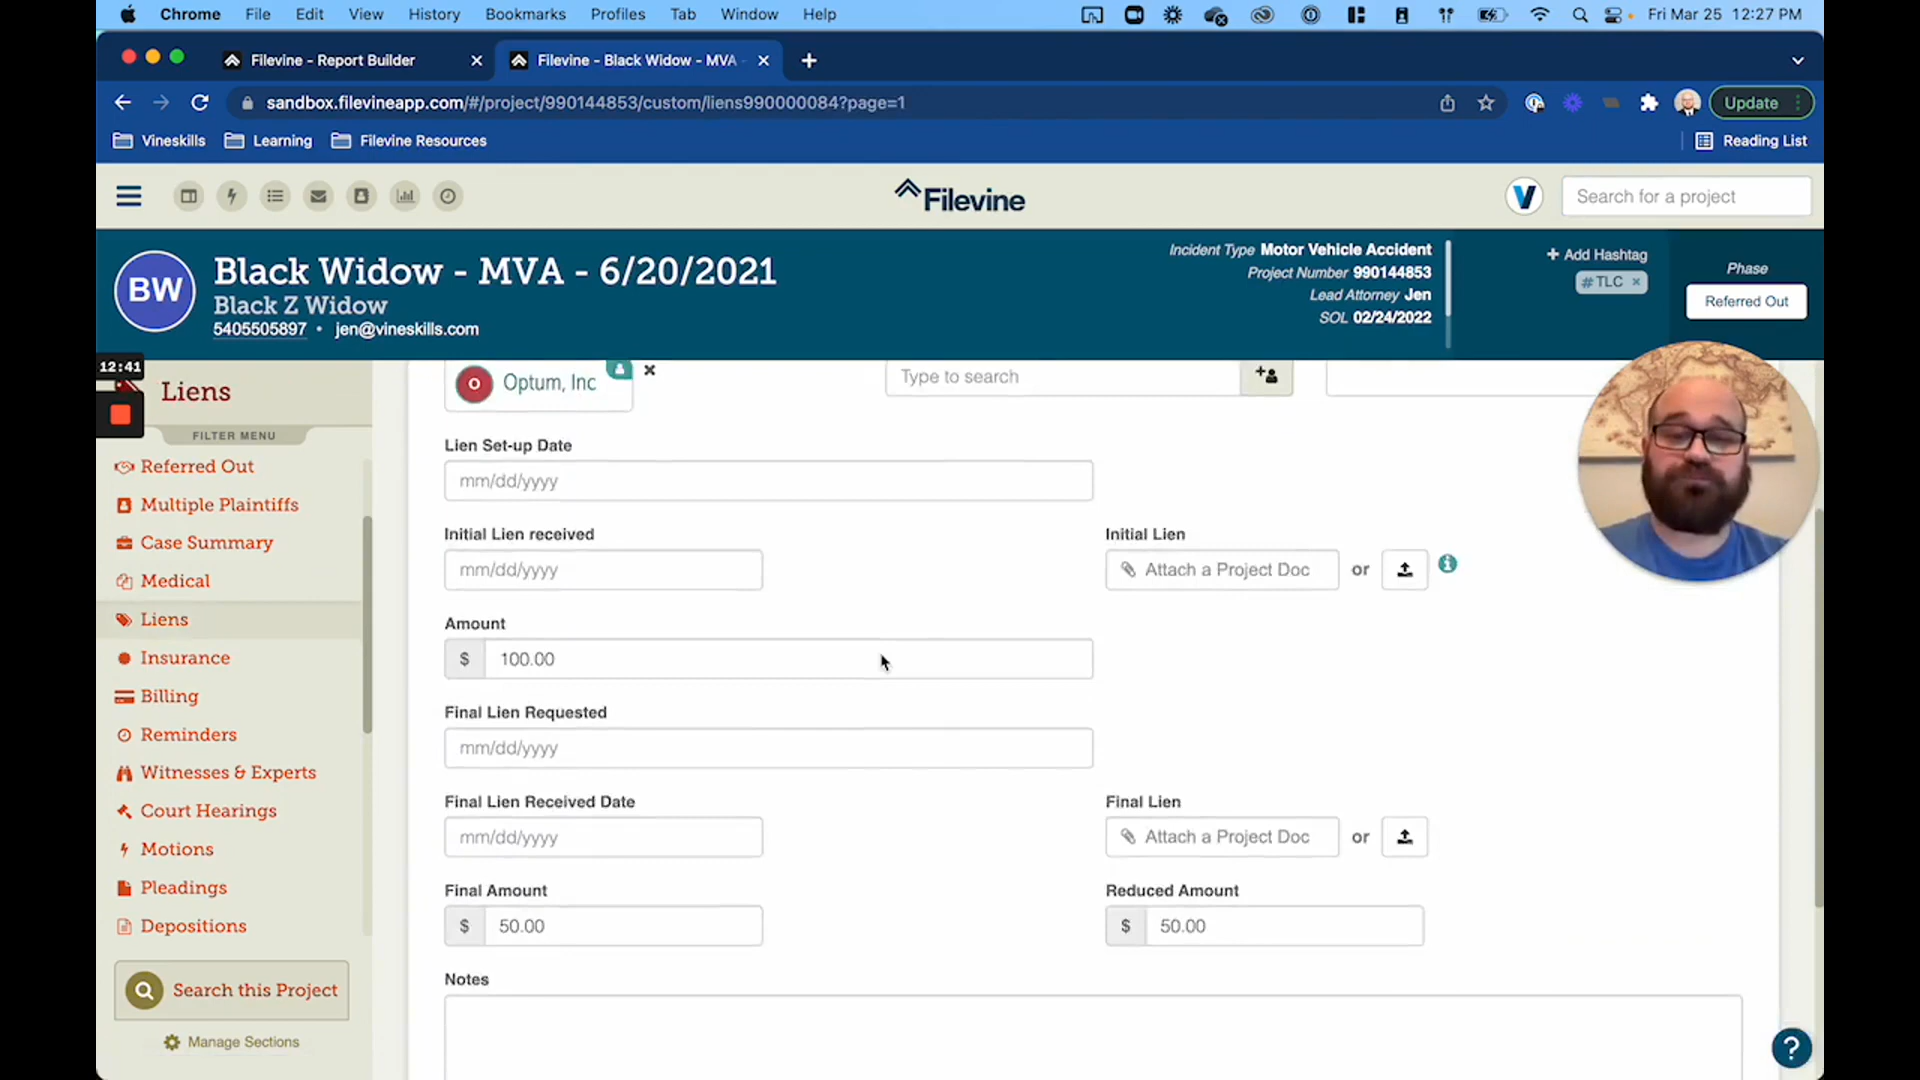 Chrome File Edit View History Bookmarks Profiles Tab Window Help Fri Mar 25 12:27 PM
Filevine - Report Builder
Filevine - Black Widow - MVA -
sandbox.filevineapp.com/#/project/990144853/custom/liens990000084?page=1
Update
Vineskills Learning Filevine Resources Reading List
Filevine
V
Search for a project
BW
Black Widow - MVA - 6/20/2021
Black Z Widow
5405505897 • jen@vineskills.com
Incident Type Motor Vehicle Accident
Project Number 990144853
Lead Attorney Jen
SOL 02/24/2022
+ Add Hashtag
#TLC ×
Phase
Referred Out
12:41
Liens
FILTER MENU
Referred Out
Multiple Plaintiffs
Case Summary
Medical
Liens
Insurance
Billing
Reminders
Witnesses & Experts
Court Hearings
Motions
Pleadings
Depositions
Search this Project
Manage Sections
O Optum, Inc
Type to search
Lien Set-up Date
mm/dd/yyyy
Initial Lien received
mm/dd/yyyy
Initial Lien
Attach a Project Doc or
Amount
$ 100.00
Final Lien Requested
mm/dd/yyyy
Final Lien Received Date
mm/dd/yyyy
Final Lien
Attach a Project Doc or
Final Amount
$ 50.00
Reduced Amount
$ 50.00
Notes
?